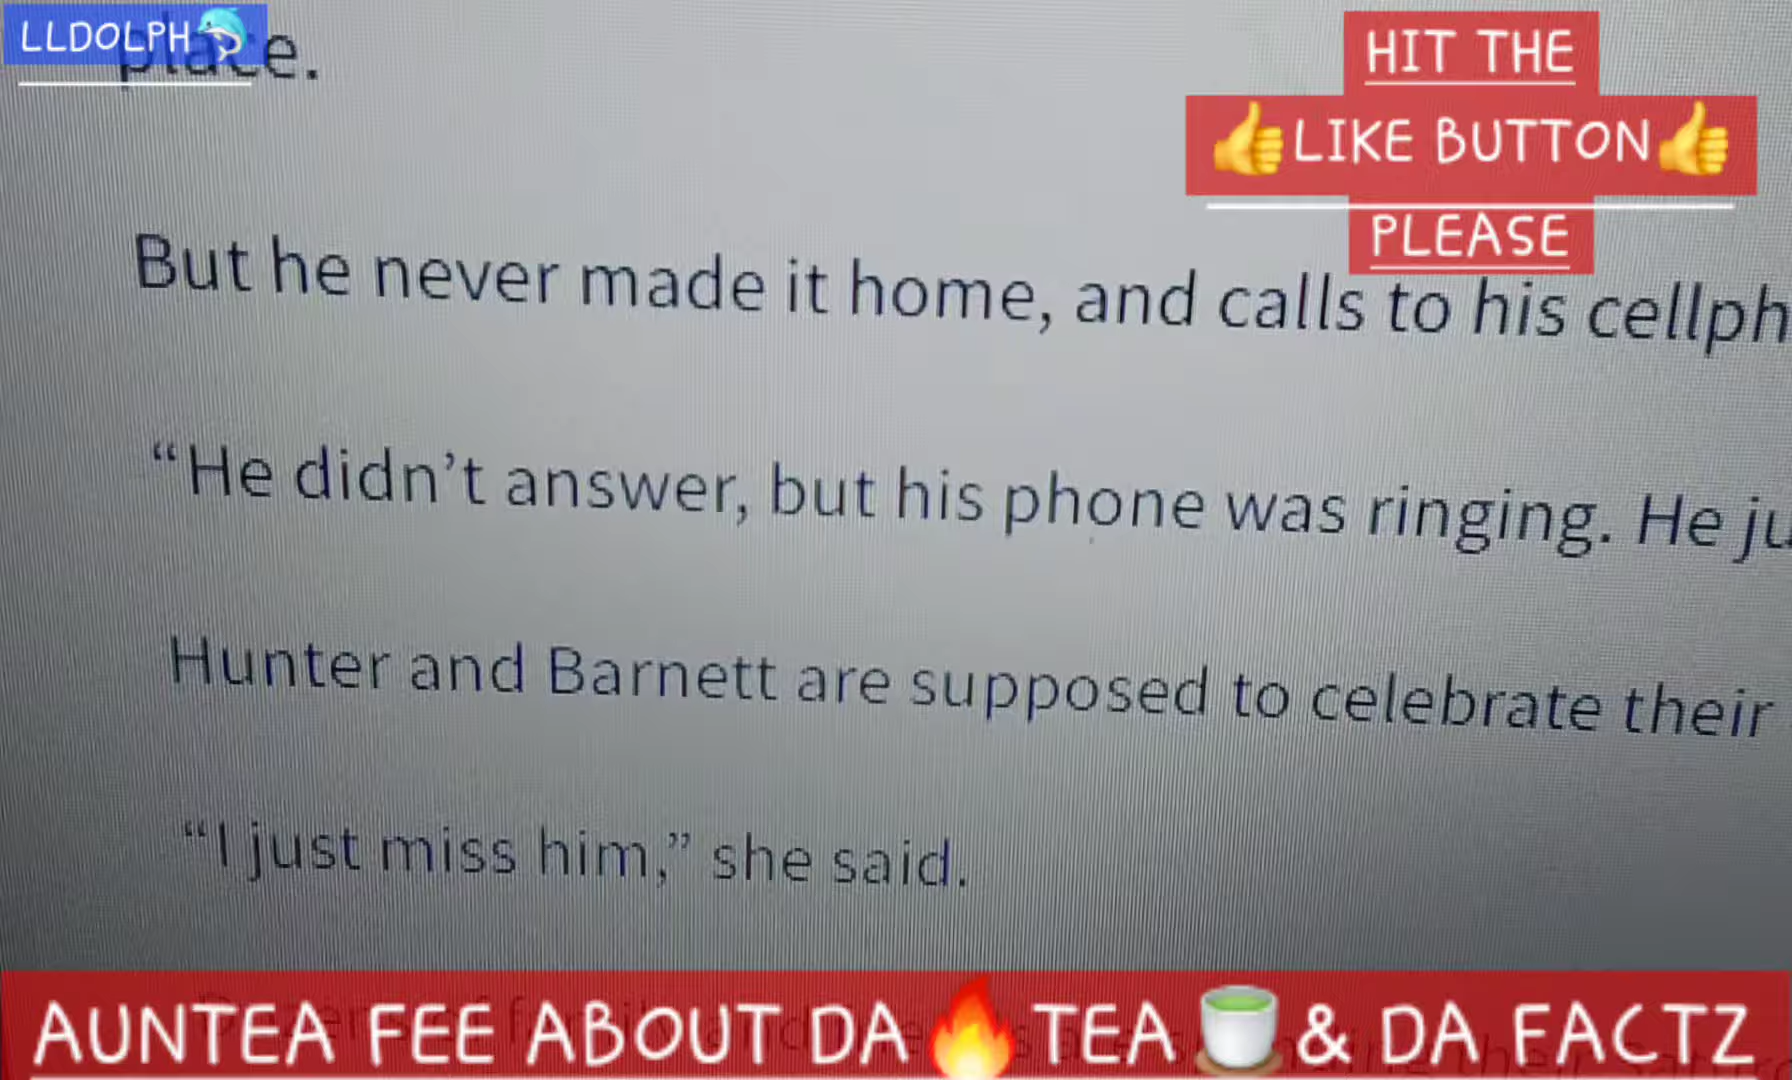 LLDOLPH🐬
place.
HIT THE
👍LIKE BUTTON👍
PLEASE
But he never made it home, and calls to his cellph
“He didn’t answer, but his phone was ringing. He ju
Hunter and Barnett are supposed to celebrate their
“I just miss him,” she said.
AUNTEA FEE ABOUT DA🔥TEA🍵& DA FACTZ